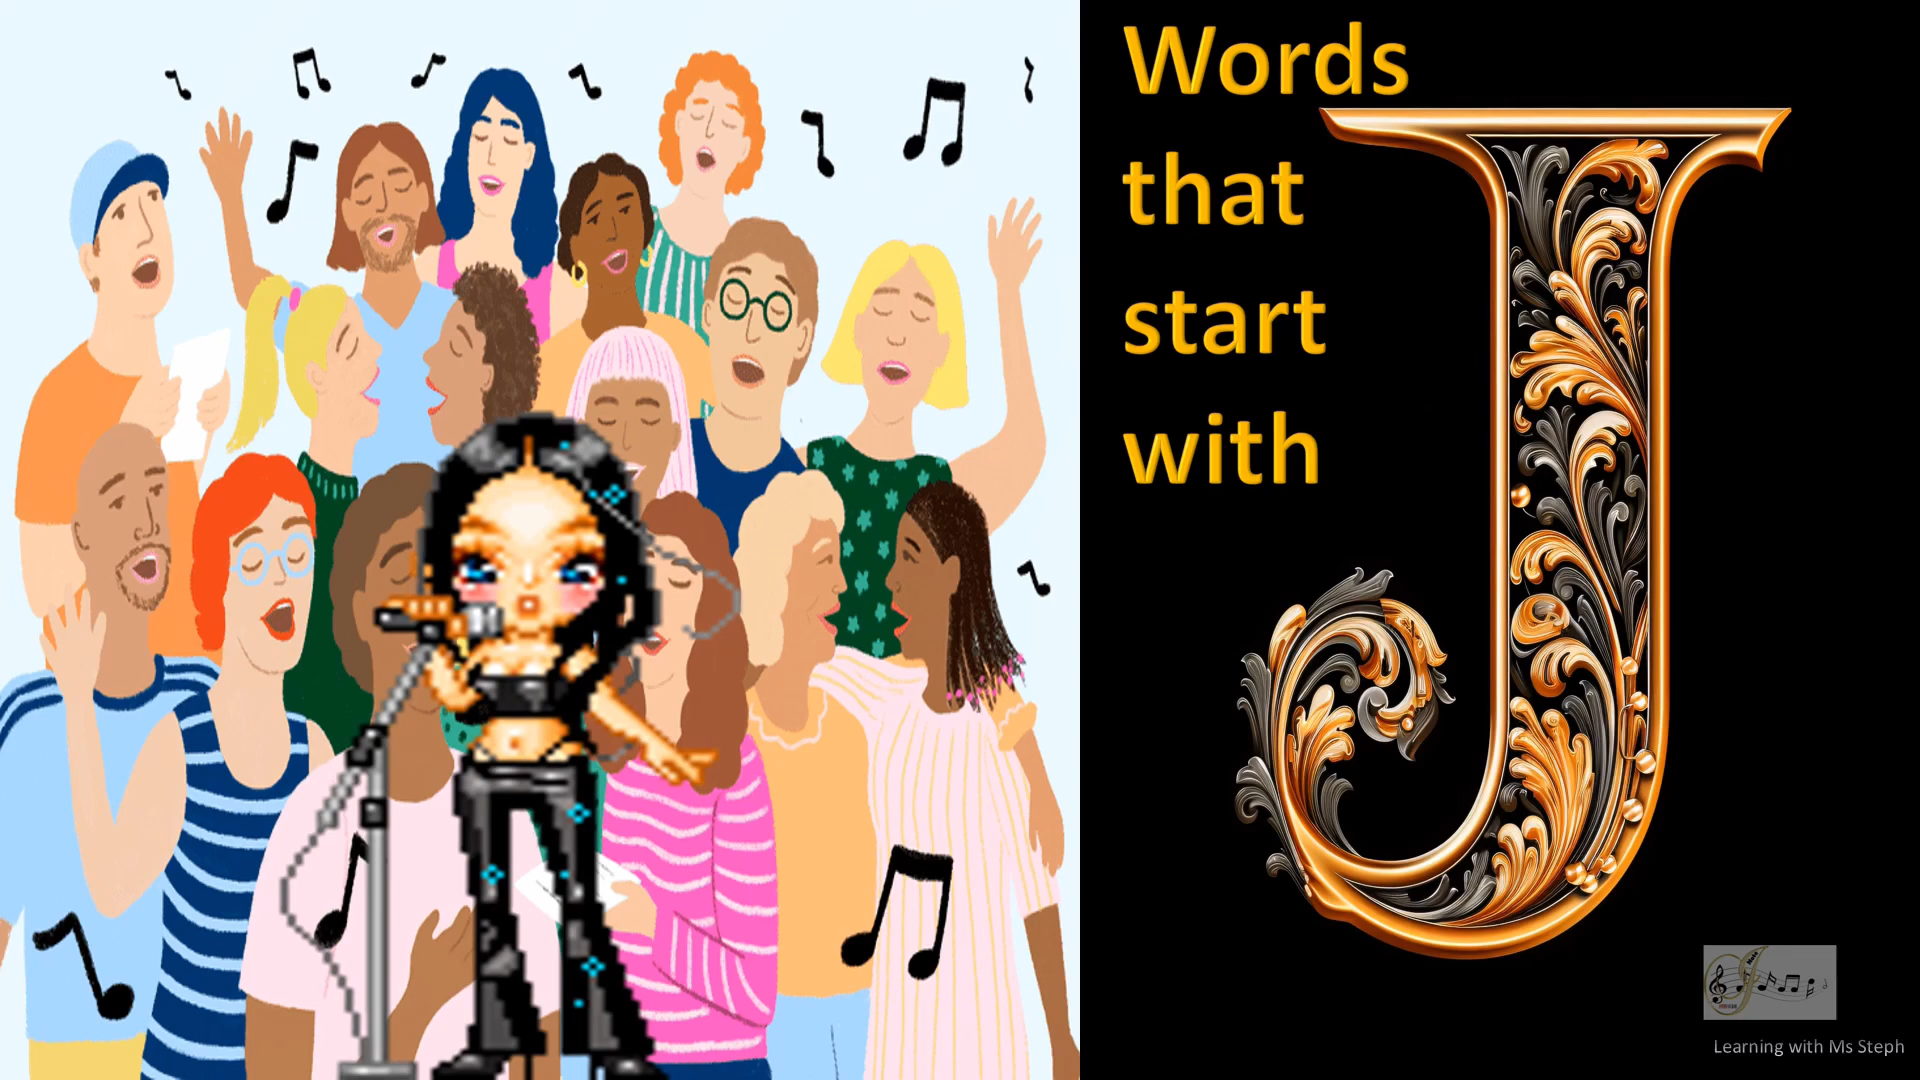 Words
that
start
with
J
Learning with Ms Steph